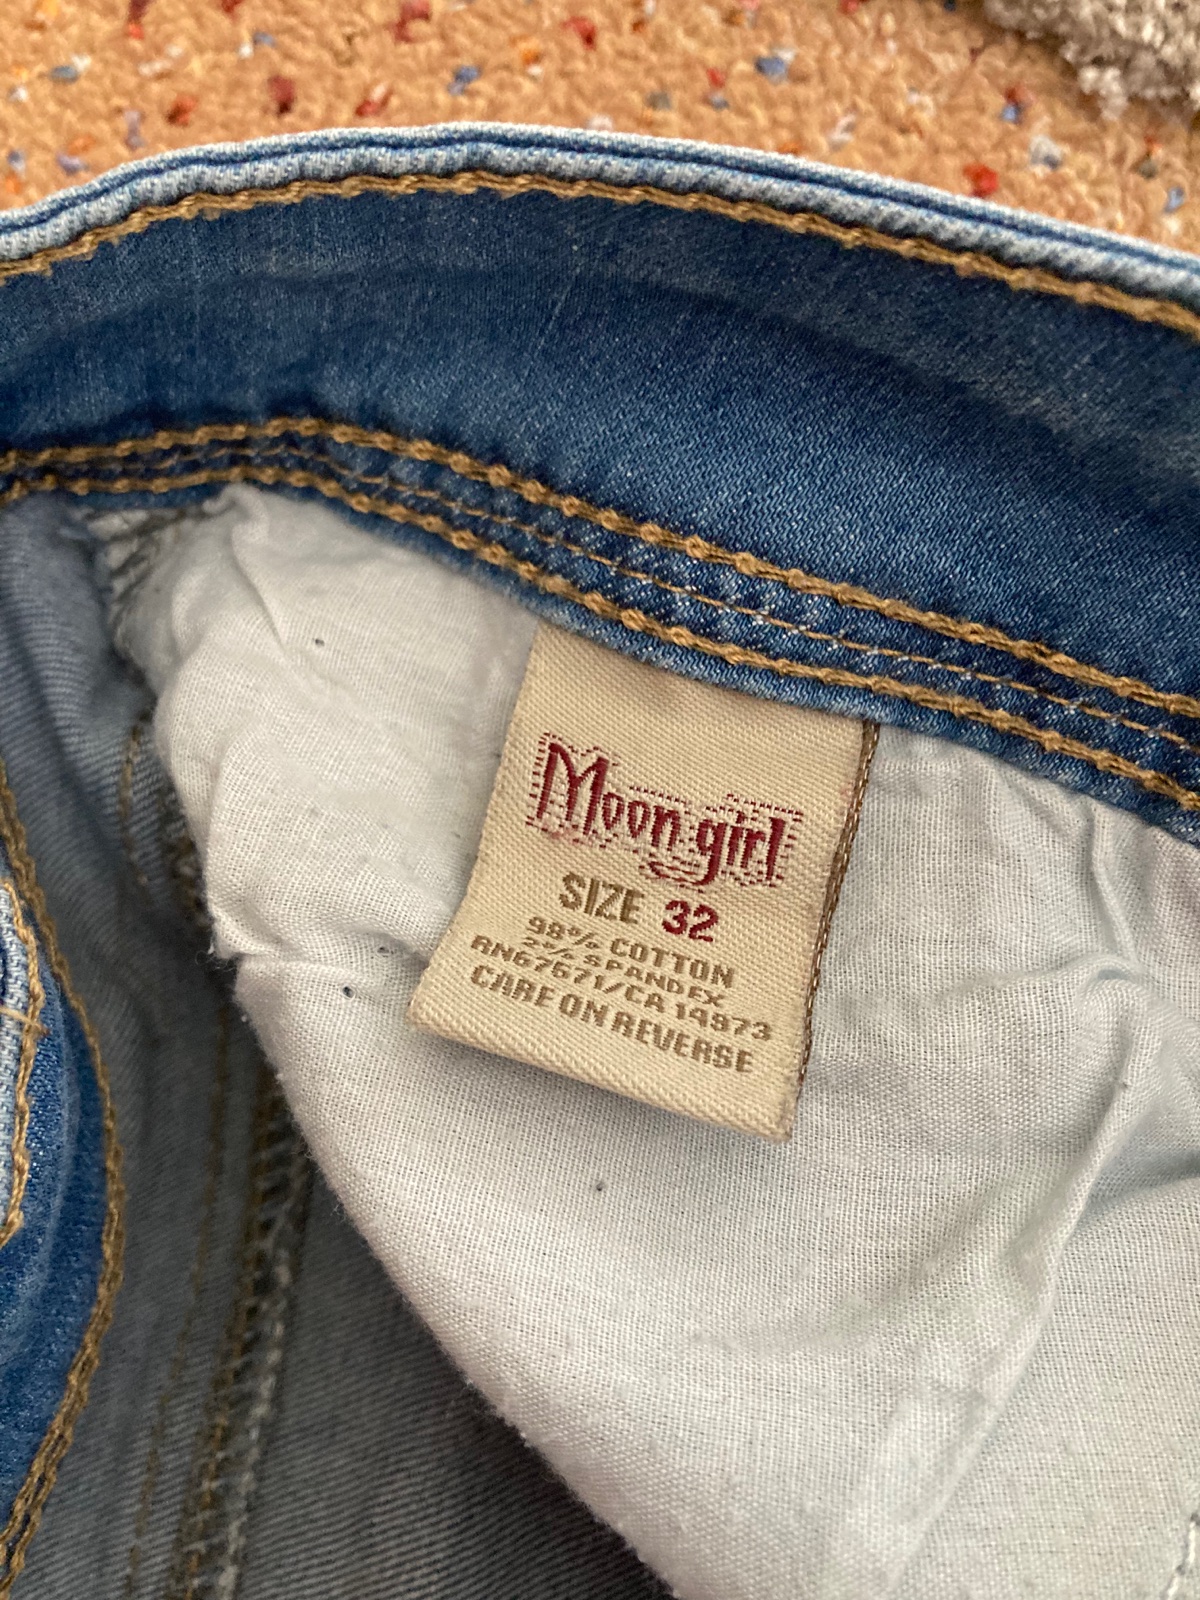 Moon girl
SIZE 32
98% COTTON
2% SPANDEX
RN67671/CA 14973
CARE ON REVERSE